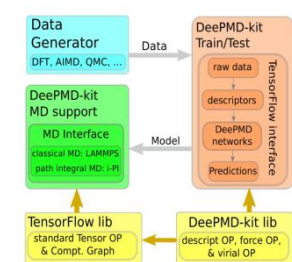 Data
Generator
DFT, AIMD, QMC, ...
Data
DeePMD-kit
Train/Test
raw data
descriptors
DeePMD
networks
Predictions
TensorFlow interface
DeePMD-kit
MD support
MD Interface
classical MD: LAMMPS
path integral MD: i-PI
Model
TensorFlow lib
standard Tensor OP
& Compt. Graph
DeePMD-kit lib
descript OP, force OP,
& virial OP